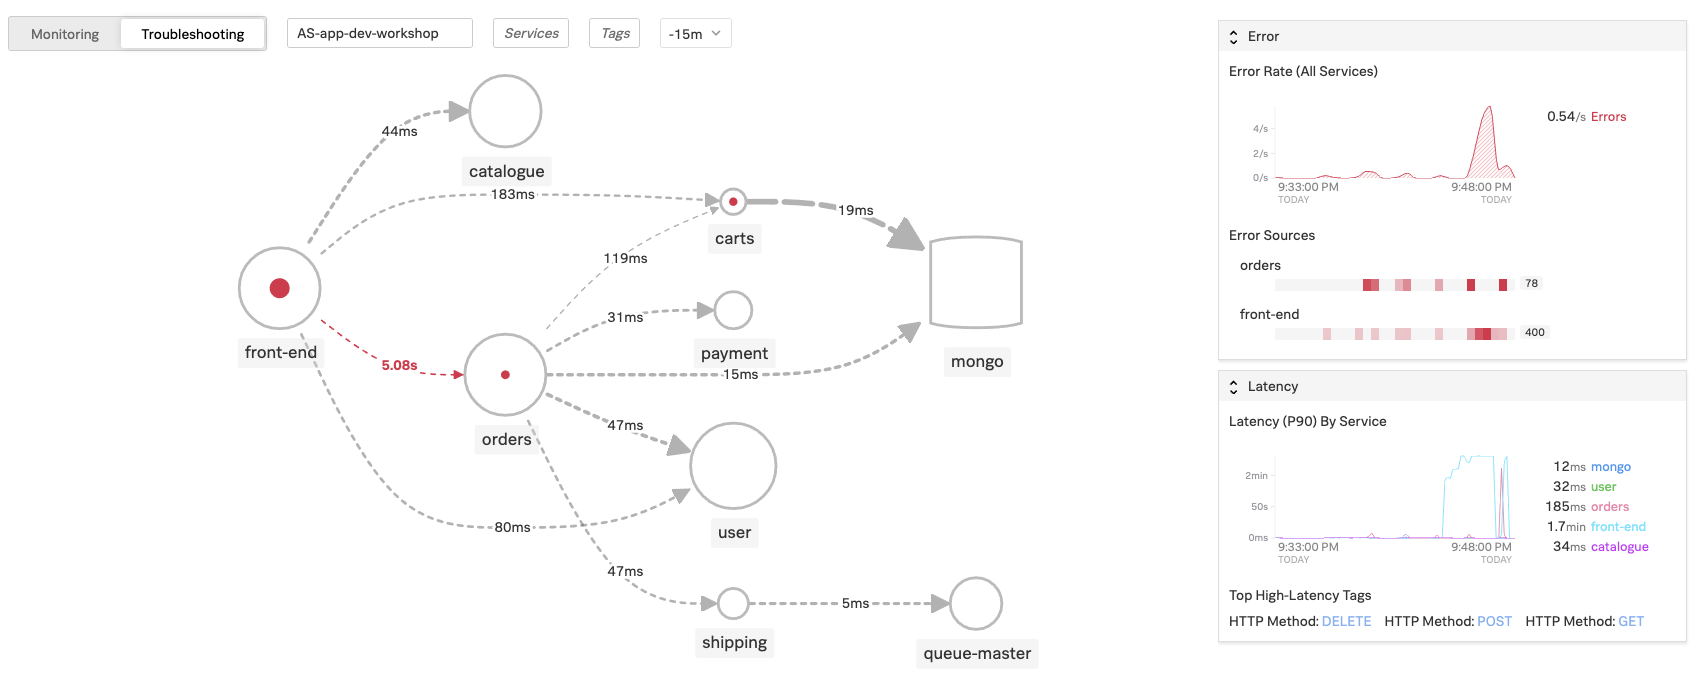 Monitoring
Troubleshooting
AS-app-dev-workshop
Services
Tags
-15m
44ms
catalogue
183ms
19ms
carts
119ms
31ms
front-end
payment
mongo
5.08s
15ms
47ms
orders
80ms
user
47ms
5ms
shipping
queue-master
Error
Error Rate (All Services)
4/s
2/s
0/s
9:33:00 PM
TODAY
9:48:00 PM
TODAY
0.54/s Errors
Error Sources
orders
78
front-end
400
Latency
Latency (P90) By Service
2min
50s
0ms
9:33:00 PM
TODAY
9:48:00 PM
TODAY
12ms mongo
32ms user
185ms orders
1.7min front-end
34ms catalogue
Top High-Latency Tags
HTTP Method: DELETE HTTP Method: POST HTTP Method: GET